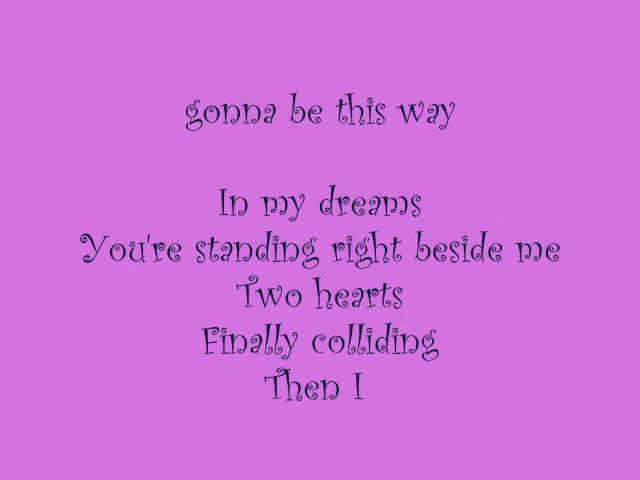 gonna be this way
In my dreams
You're standing right beside me
Two hearts
Finally colliding
Then I